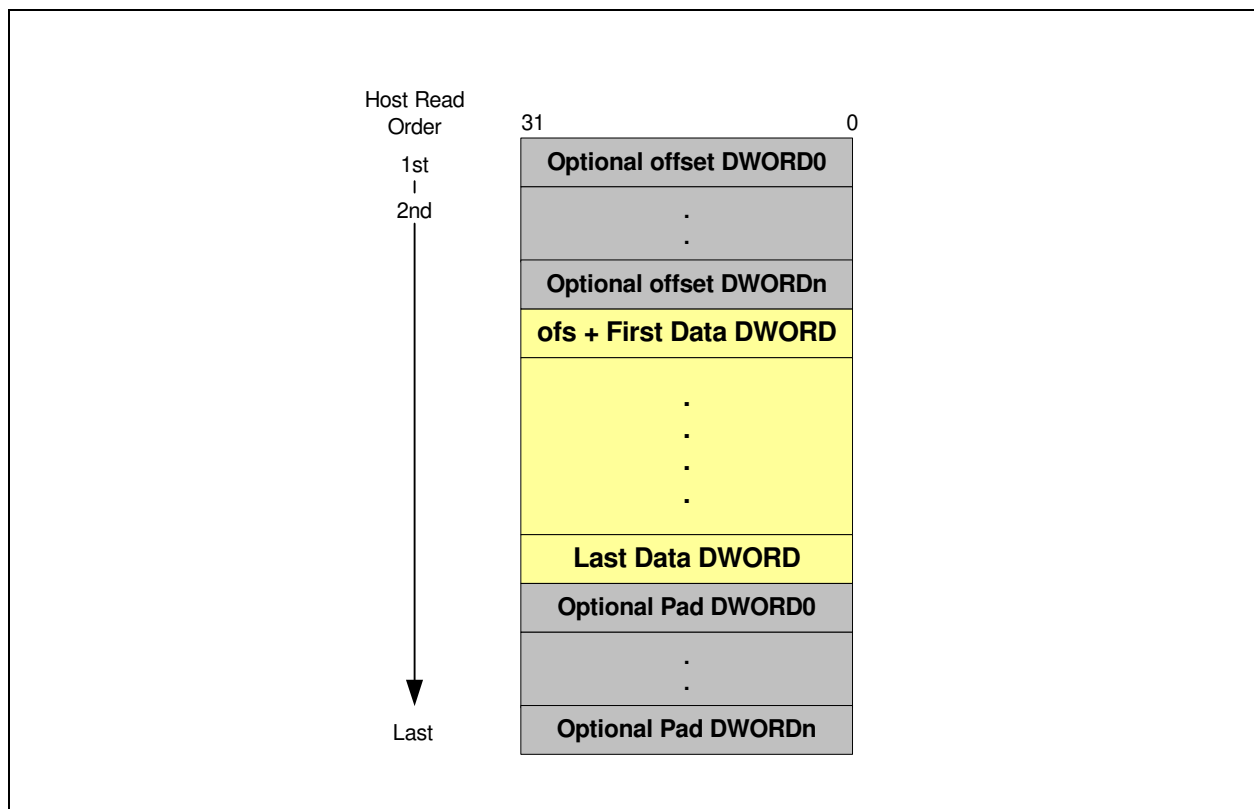 Host Read
Order
31
0
1st
2nd
Last
Optional offset DWORD0
.
.
Optional offset DWORDn
ofs + First Data DWORD
.
.
.
.
Last Data DWORD
Optional Pad DWORD0
.
.
Optional Pad DWORDn